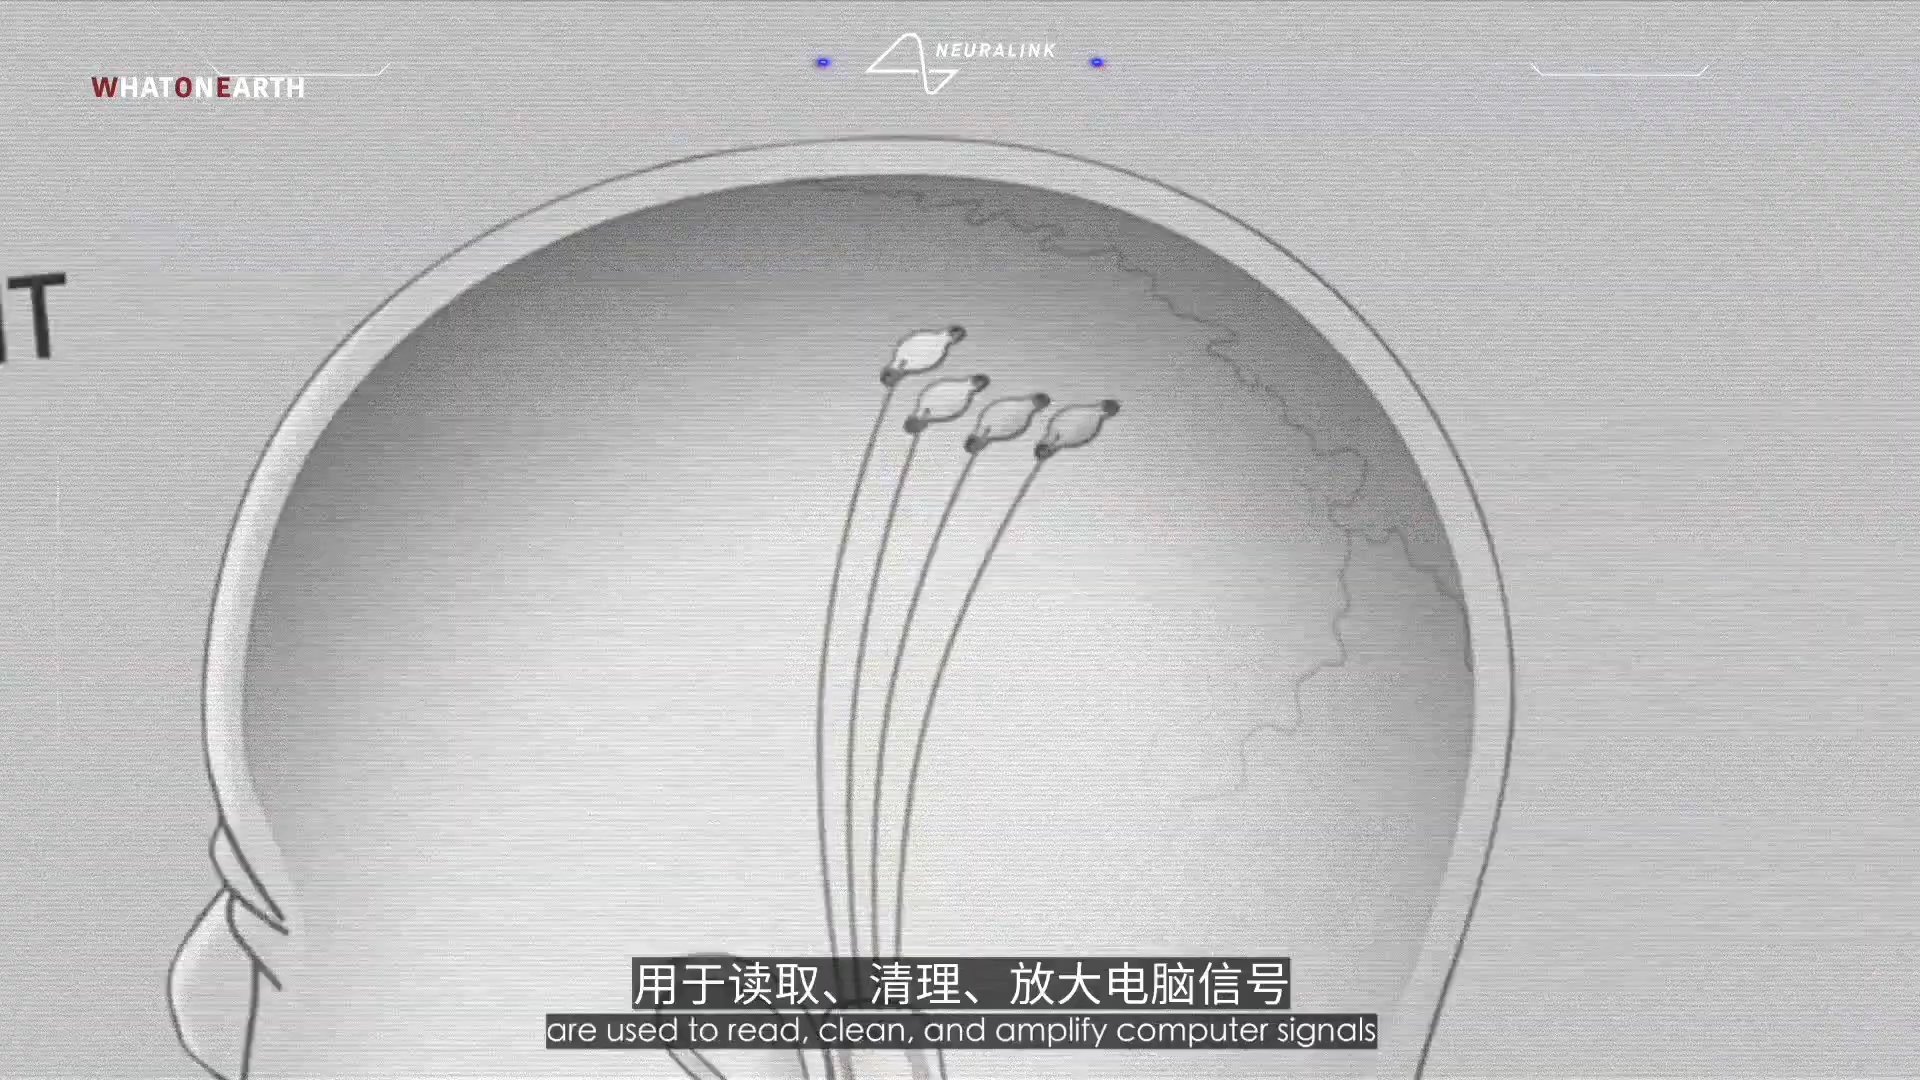 NEURALINK
WHATONEARTH
用于读取、清理、放大电脑信号
are used to read, clean, and amplify computer signals